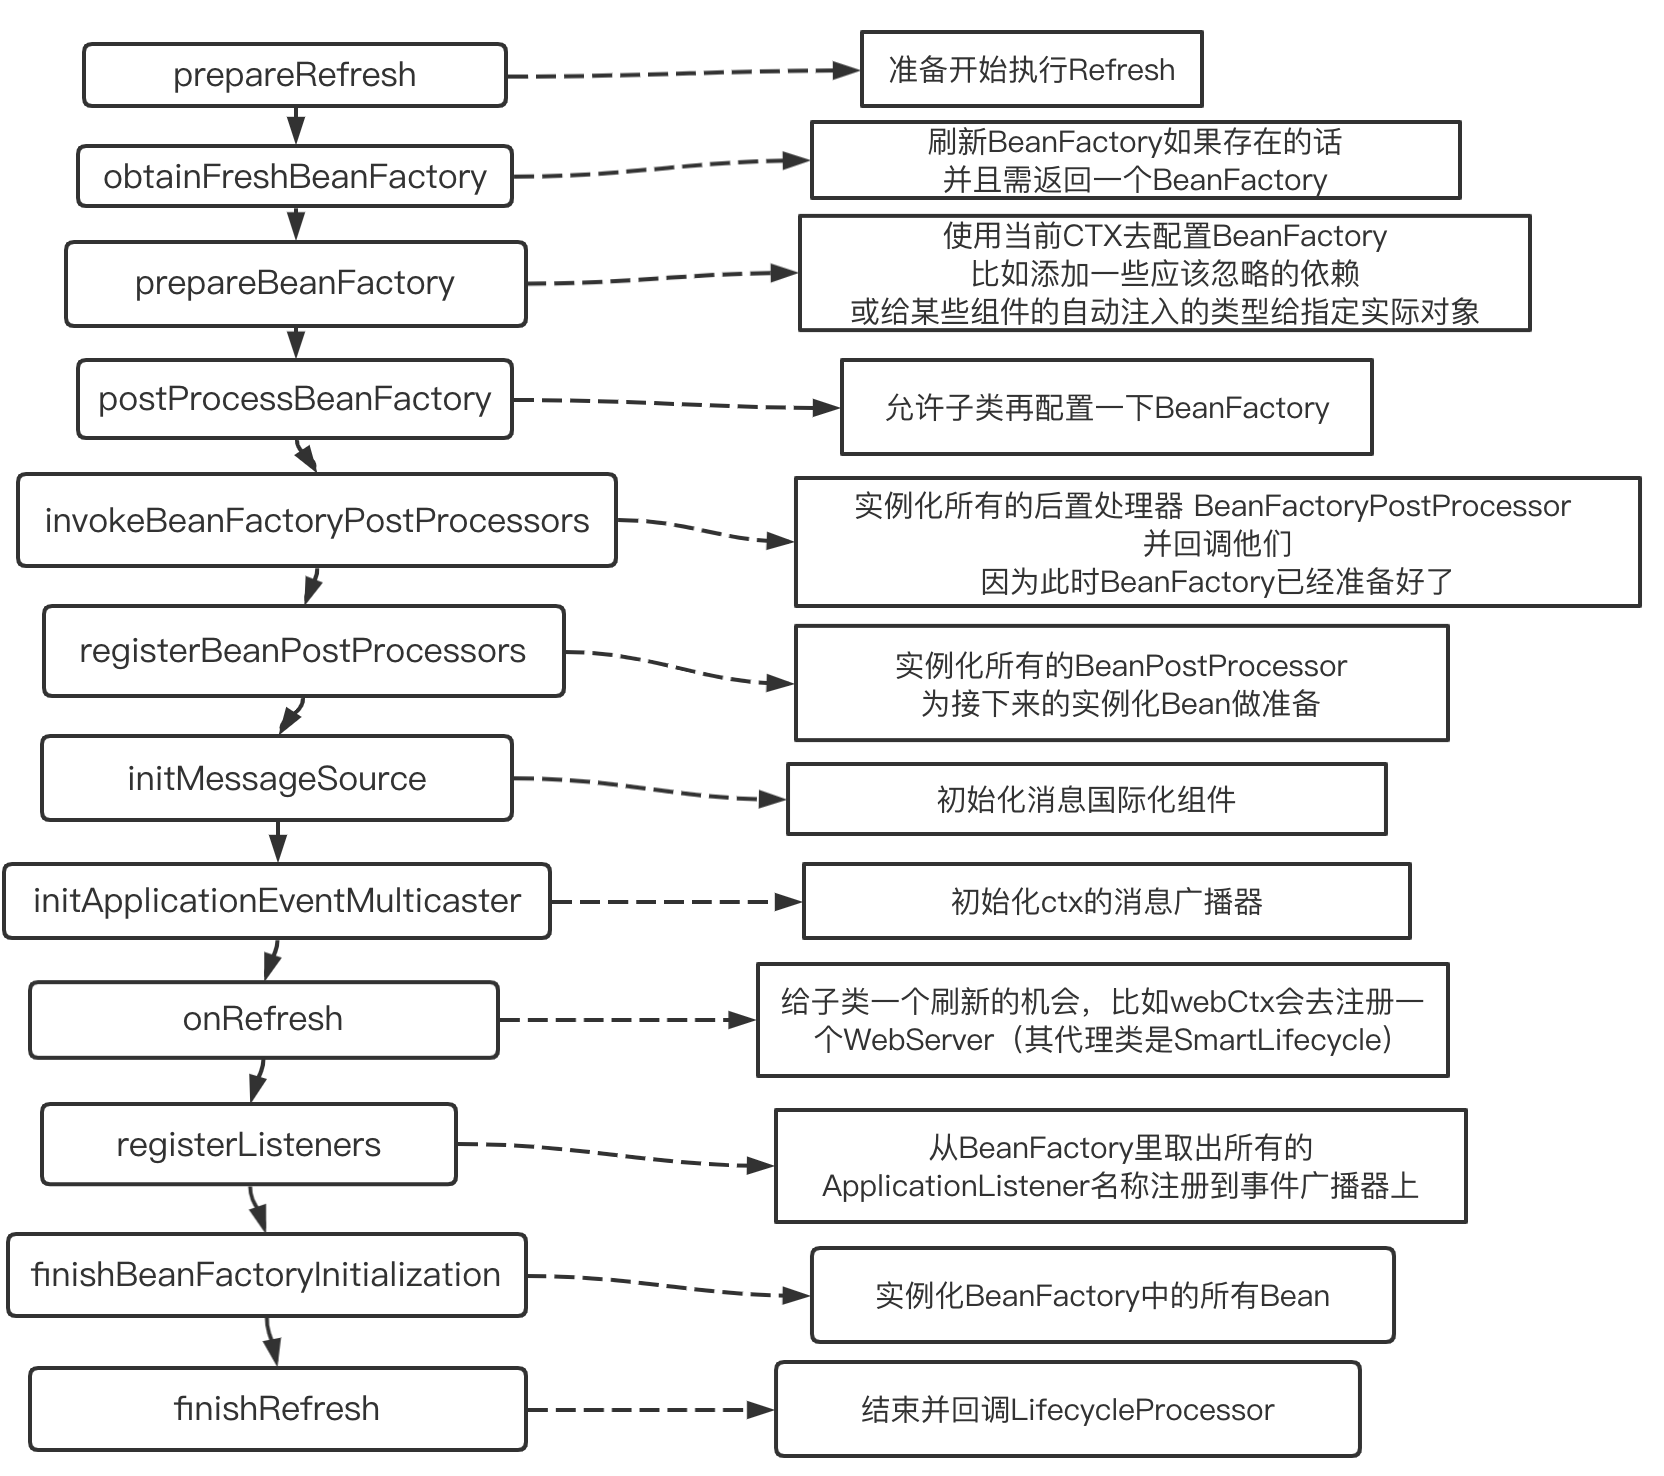 prepareRefresh
准备开始执行Refresh
obtainFreshBeanFactory
刷新BeanFactory如果存在的话
并且需返回一个BeanFactory
prepareBeanFactory
使用当前CTX去配置BeanFactory
比如添加一些应该忽略的依赖
或给某些组件的自动注入的类型给指定实际对象
postProcessBeanFactory
允许子类再配置一下BeanFactory
invokeBeanFactoryPostProcessors
实例化所有的后置处理器 BeanFactoryPostProcessor
并回调他们
因为此时BeanFactory已经准备好了
registerBeanPostProcessors
实例化所有的BeanPostProcessor
为接下来的实例化Bean做准备
initMessageSource
初始化消息国际化组件
initApplicationEventMulticaster
初始化ctx的消息广播器
onRefresh
给子类一个刷新的机会，比如webCtx会去注册一
个WebServer（其代理类是SmartLifecycle）
registerListeners
从BeanFactory里取出所有的
ApplicationListener名称注册到事件广播器上
finishBeanFactoryInitialization
实例化BeanFactory中的所有Bean
finishRefresh
结束并回调LifecycleProcessor